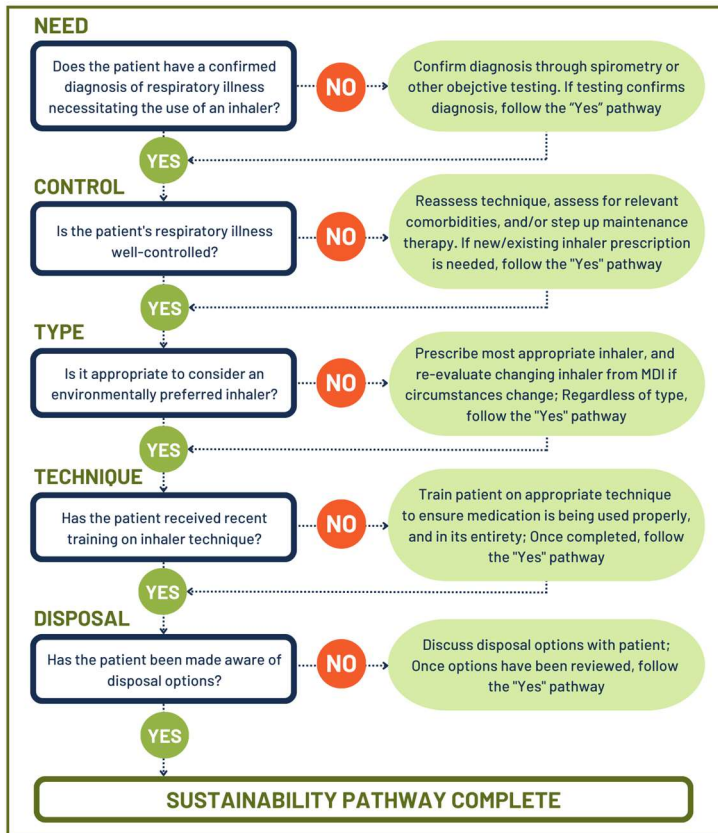 NEED
Does the patient have a confirmed
diagnosis of respiratory illness
necessitating the use of an inhaler?
NO
Confirm diagnosis through spirometry or
other obejctive testing. If testing confirms
diagnosis, follow the “Yes” pathway
YES
CONTROL
Is the patient's respiratory illness
well-controlled?
NO
Reassess technique, assess for relevant
comorbidities, and/or step up maintenance
therapy. If new/existing inhaler prescription
is needed, follow the "Yes" pathway
YES
TYPE
Is it appropriate to consider an
environmentally preferred inhaler?
NO
Prescribe most appropriate inhaler, and
re-evaluate changing inhaler from MDI if
circumstances change; Regardless of type,
follow the "Yes" pathway
YES
TECHNIQUE
Has the patient received recent
training on inhaler technique?
NO
Train patient on appropriate technique
to ensure medication is being used properly,
and in its entirety; Once completed, follow
the "Yes" pathway
YES
DISPOSAL
Has the patient been made aware of
disposal options?
NO
Discuss disposal options with patient;
Once options have been reviewed, follow
the "Yes" pathway
YES
SUSTAINABILITY PATHWAY COMPLETE